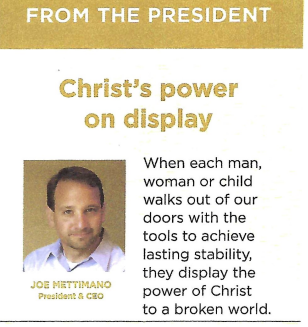 FROM THE PRESIDENT
Christ's power
on display
When each man,
woman or child
walks out of our
doors with the
tools to achieve
lasting stability,
they display the
power of Christ
to a broken world.
JOE METTIMANO
President & CEO